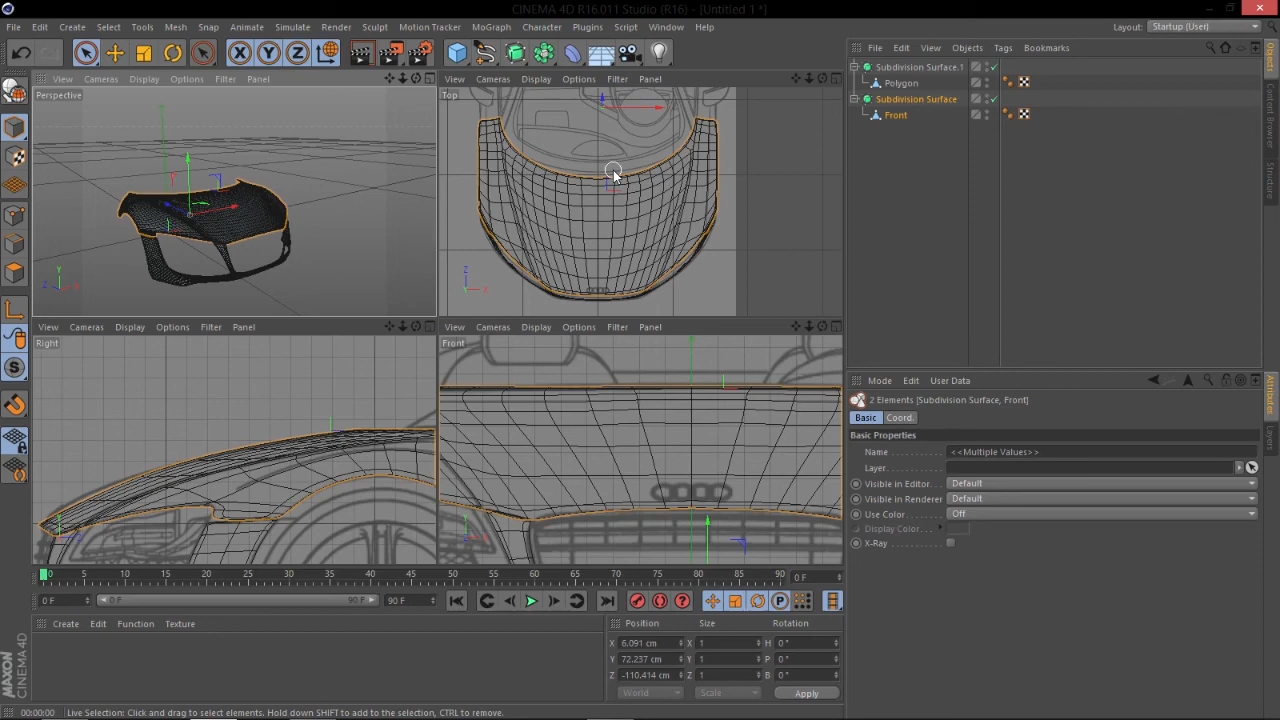 CINEMA 4D R16.011 Studio (R16) - [Untitled 1 *]
File Edit Create Select Tools Mesh Snap Animate Simulate Render Sculpt Motion Tracker MoGraph Character Plugins Script Window Help
Layout: Startup (User)
File Edit View Objects Tags Bookmarks
Subdivision Surface.1
Polygon
Subdivision Surface
Front
Objects
Content Browser
Structure
View Cameras Display Options Filter Panel
Perspective
View Cameras Display Options Filter Panel
Top
View Cameras Display Options Filter Panel
Right
View Cameras Display Options Filter Panel
Front
Y
Z X
Z
X
Mode Edit User Data
2 Elements [Subdivision Surface, Front]
Basic Coord.
Basic Properties
Name <<Multiple Values>>
Layer
Visible in Editor Default
Visible in Renderer Default
Use Color Off
Display Color
X-Ray
Attributes
Layers
0 5 10 15 20 25 30 35 40 45 50 55 60 65 70 75 80 85 90 0 F
0 F 0 F 90 F 90 F
Create Edit Function Texture
Position Size Rotation
X 6.091 cm X 1 H 0 °
Y 72.237 cm Y 1 P 0 °
Z -110.414 cm Z 1 B 0 °
World Scale Apply
MAXON CINEMA 4D
00:00:00 Live Selection: Click and drag to select elements. Hold down SHIFT to add to the selection, CTRL to remove.